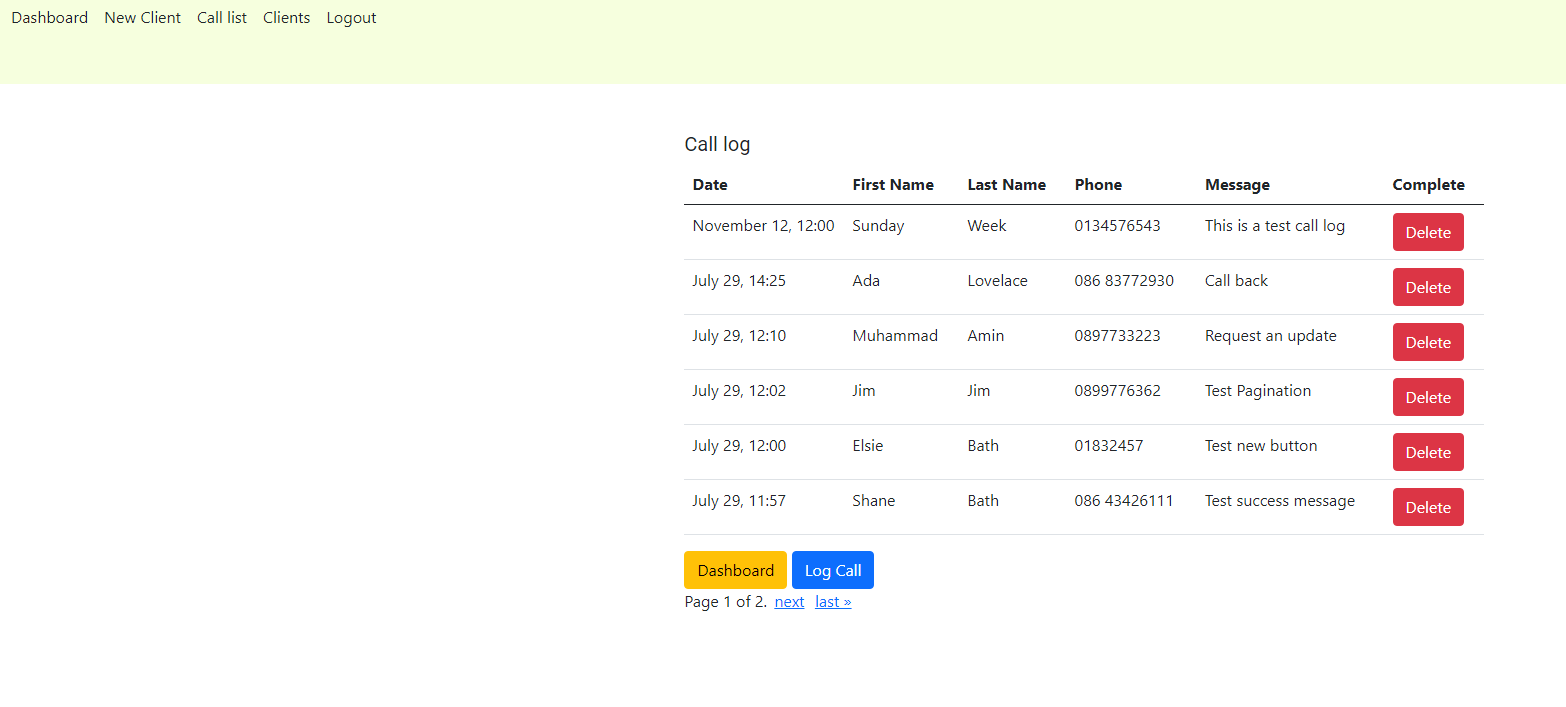 Dashboard New Client Call list Clients Logout
Call log
Date First Name Last Name Phone Message Complete
November 12, 12:00 Sunday Week 0134576543 This is a test call log Delete
July 29, 14:25 Ada Lovelace 086 83772930 Call back Delete
July 29, 12:10 Muhammad Amin 0897733223 Request an update Delete
July 29, 12:02 Jim Jim 0899776362 Test Pagination Delete
July 29, 12:00 Elsie Bath 01832457 Test new button Delete
July 29, 11:57 Shane Bath 086 43426111 Test success message Delete
Dashboard Log Call
Page 1 of 2. next last »